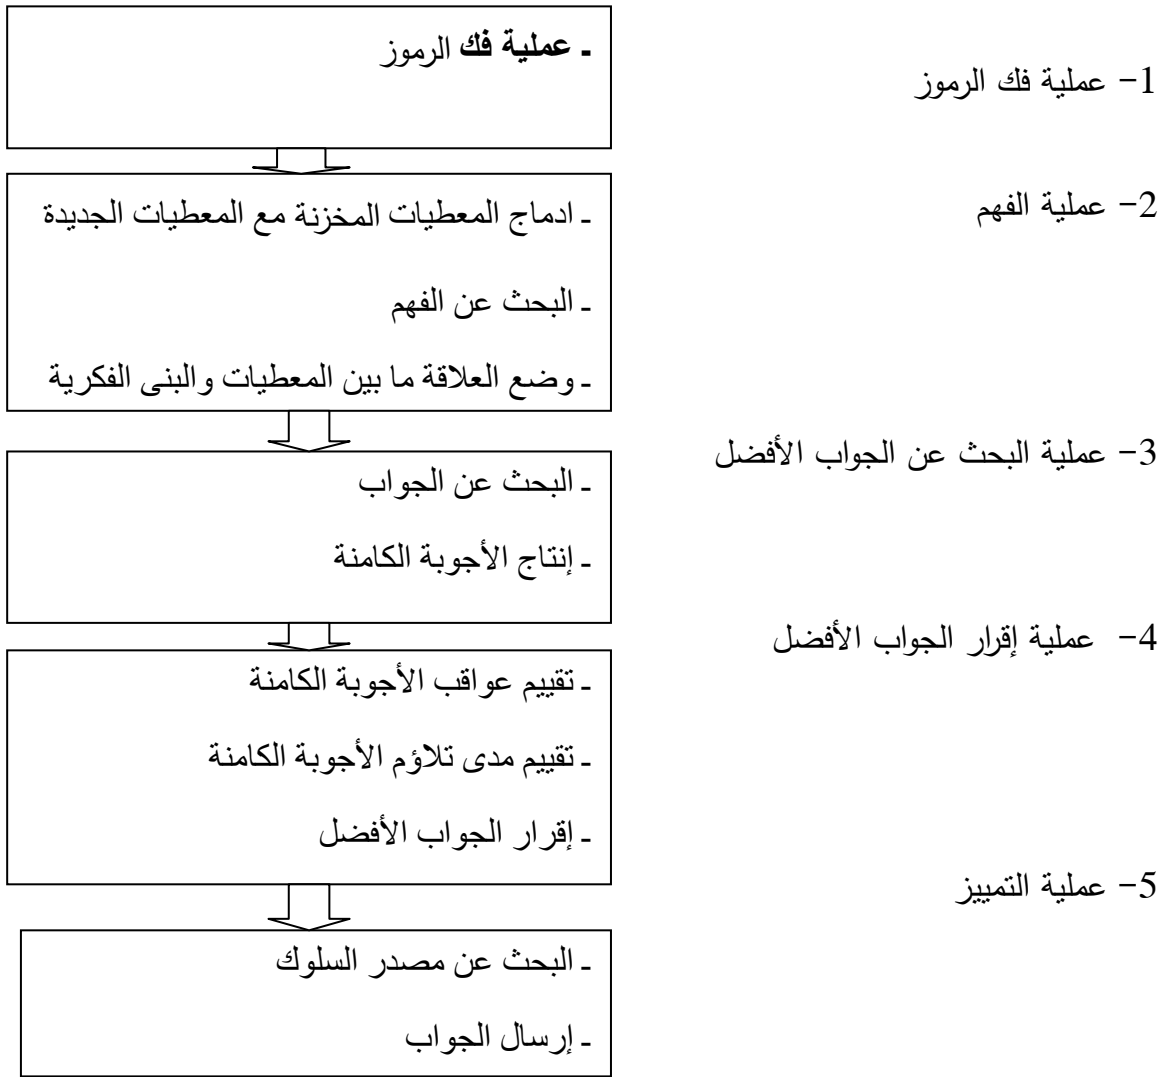 1- عملية فك الرموز
ـ عملية فك الرموز
2- عملية الفهم
ـ ادماج المعطيات المخزنة مع المعطيات الجديدة
ـ البحث عن الفهم
ـ وضع العلاقة ما بين المعطيات والبنى الفكرية
3- عملية البحث عن الجواب الأفضل
ـ البحث عن الجواب
ـ إنتاج الأجوبة الكامنة
4- عملية إقرار الجواب الأفضل
ـ تقييم عواقب الأجوبة الكامنة
ـ تقييم مدى تلاؤم الأجوبة الكامنة
ـ إقرار الجواب الأفضل
5- عملية التمييز
ـ البحث عن مصدر السلوك
ـ إرسال الجواب